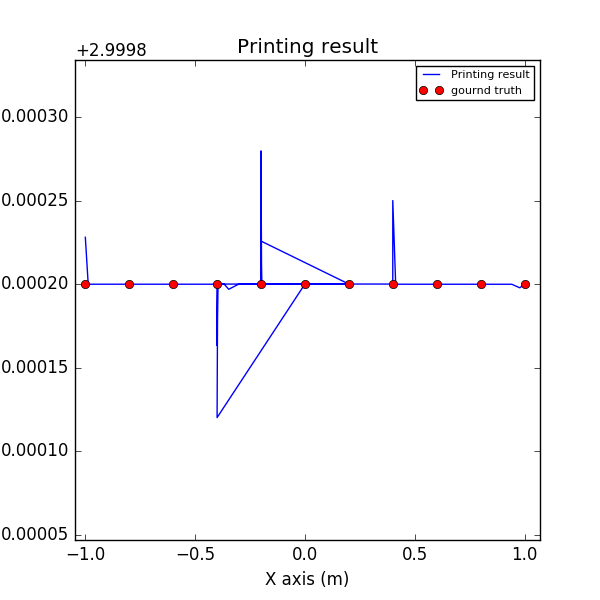 +2.9998
Printing result
Printing result
gournd truth
0.00030
0.00025
0.00020
0.00015
0.00010
0.00005
−1.0 −0.5 0.0 0.5 1.0
X axis (m)